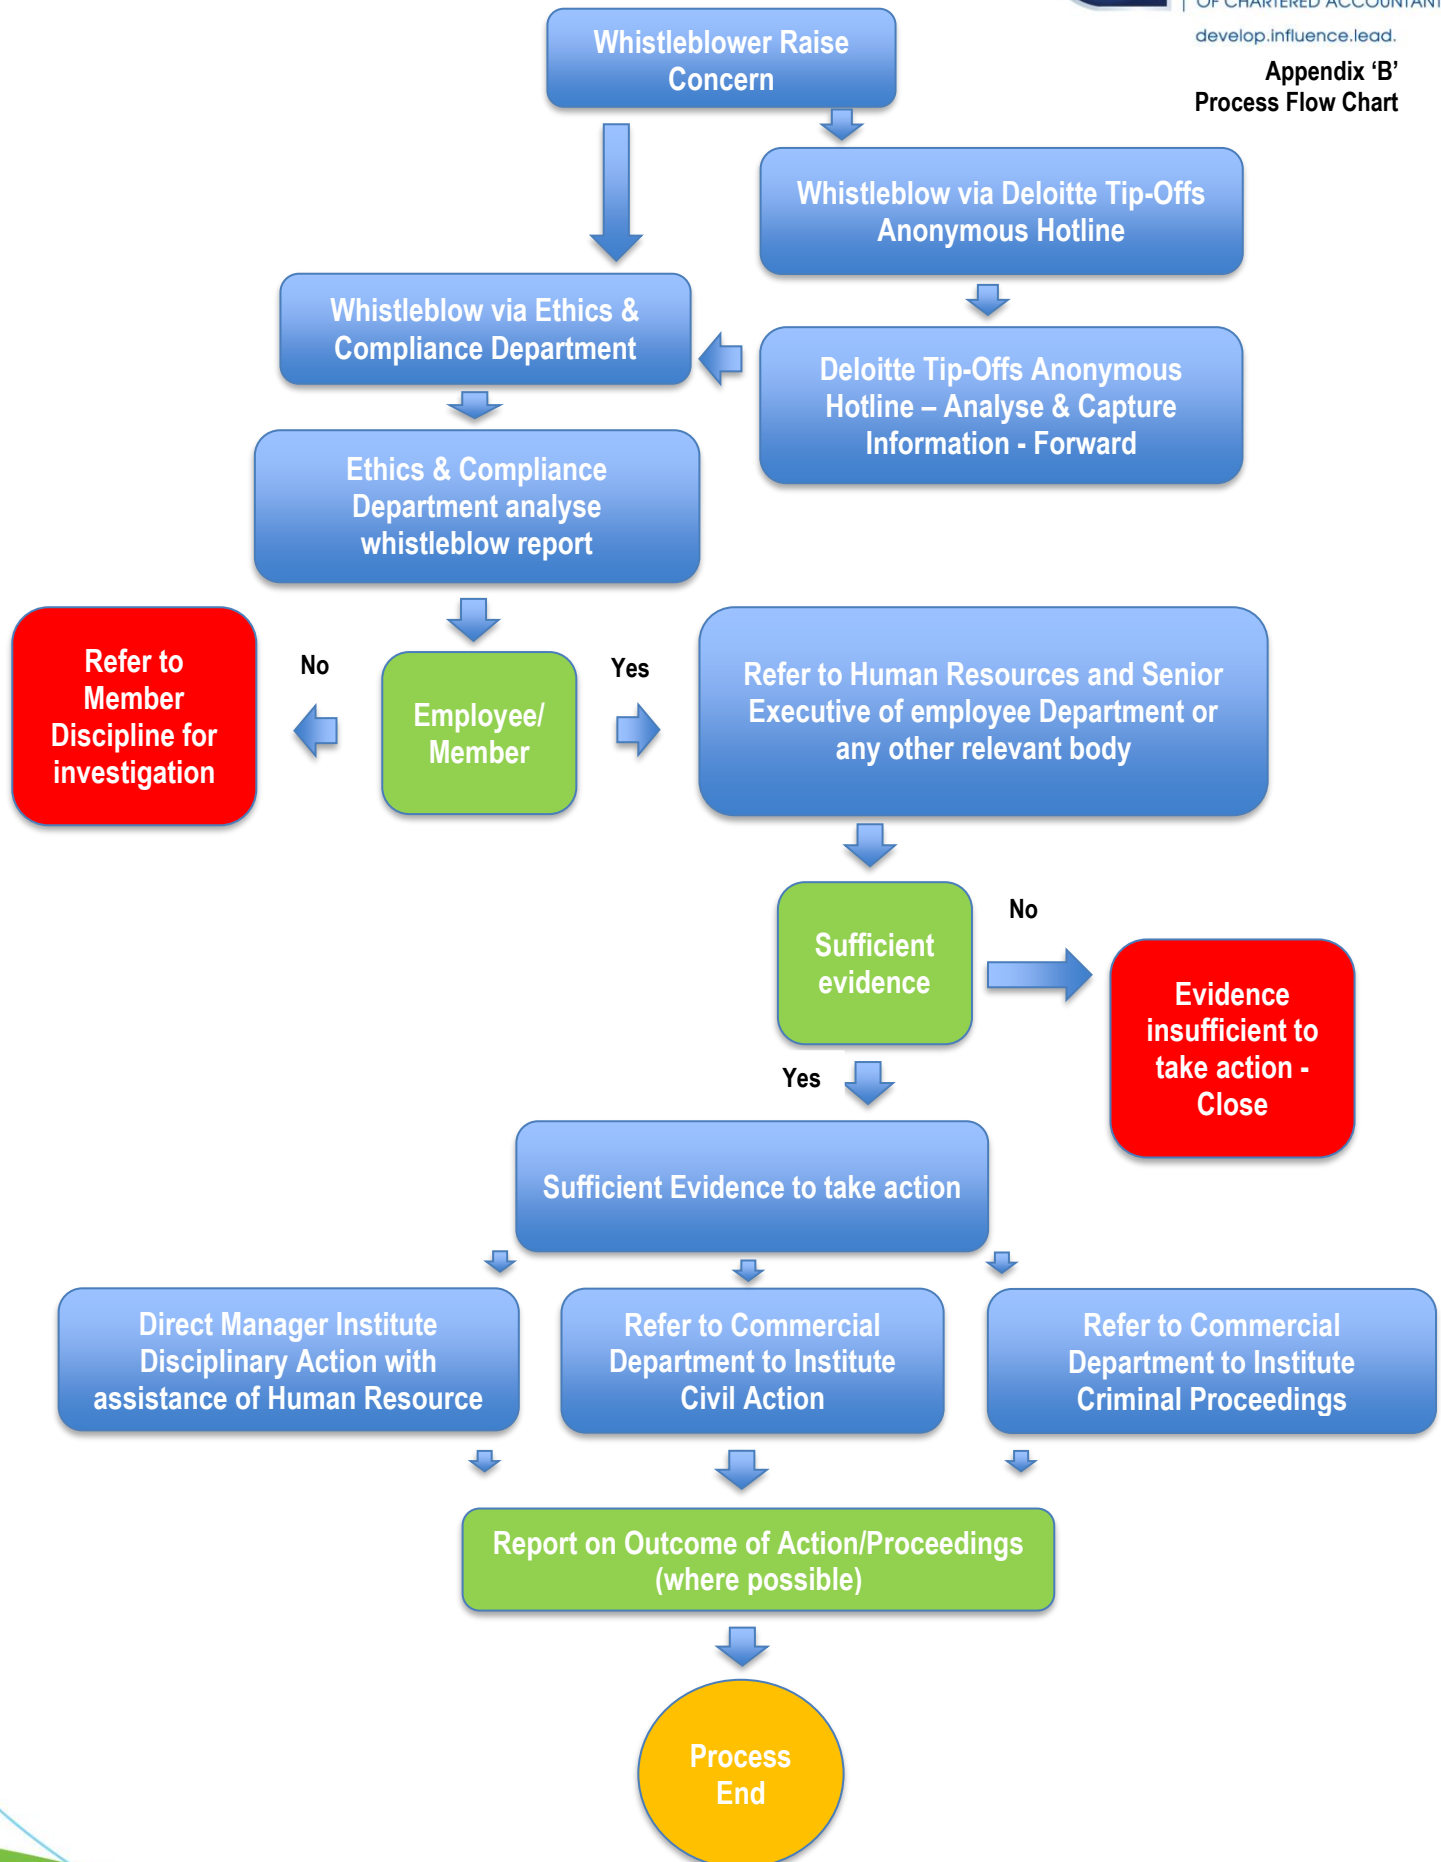 OF CHARTERED ACCOUNTANT
develop.influence.lead.
Appendix ‘B’
Process Flow Chart
Whistleblower Raise
Concern
Whistleblow via Deloitte Tip-Offs
Anonymous Hotline
Whistleblow via Ethics &
Compliance Department
Deloitte Tip-Offs Anonymous
Hotline – Analyse & Capture
Information - Forward
Ethics & Compliance
Department analyse
whistleblow report
Refer to
Member
Discipline for
investigation
No
Employee/
Member
Yes
Refer to Human Resources and Senior
Executive of employee Department or
any other relevant body
Sufficient
evidence
No
Evidence
insufficient to
take action -
Close
Yes
Sufficient Evidence to take action
Direct Manager Institute
Disciplinary Action with
assistance of Human Resource
Refer to Commercial
Department to Institute
Civil Action
Refer to Commercial
Department to Institute
Criminal Proceedings
Report on Outcome of Action/Proceedings
(where possible)
Process
End